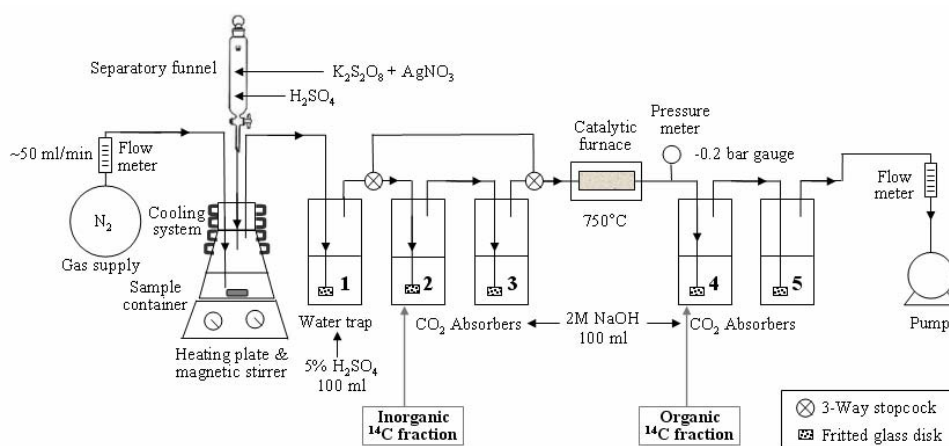 Separatory funnel
K₂S₂O₈ + AgNO₃
H₂SO₄
~50 ml/min
Flow
meter
N₂
Gas supply
Cooling
system
Sample
container
Heating plate &
magnetic stirrer
1
Water trap
5% H₂SO₄
100 ml
2
3
CO₂ Absorbers
Inorganic
¹⁴C fraction
2M NaOH
100 ml
Catalytic
furnace
750°C
Pressure
meter
-0.2 bar gauge
4
5
CO₂ Absorbers
Organic
¹⁴C fraction
Flow
meter
Pump
3-Way stopcock
Fritted glass disk